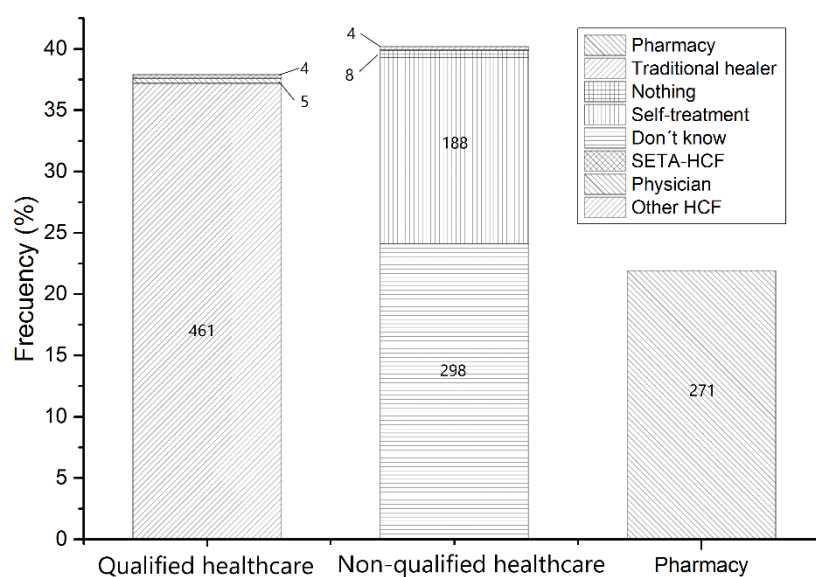 Frecuency (%)
40
35
30
25
20
15
10
5
0
4
5
461
4
8
188
298
271
Pharmacy
Traditional healer
Nothing
Self-treatment
Don´t know
SETA-HCF
Physician
Other HCF
Qualified healthcare
Non-qualified healthcare
Pharmacy